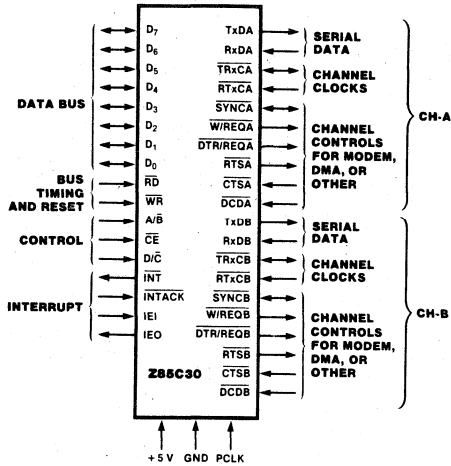 DATA BUS
BUS
TIMING
AND RESET
CONTROL
INTERRUPT
D7
D6
D5
D4
D3
D2
D1
D0
RD
WR
A/B
CE
D/C
INT
INTACK
IEI
IEO
TxDA
RxDA
TRxCA
RTxCA
SYNCA
W/REQA
DTR/REQA
RTSA
CTSA
DCDA
TxDB
RxDB
TRxCB
RTxCB
SYNCB
W/REQB
DTR/REQB
RTSB
CTSB
DCDB
Z85C30
SERIAL
DATA
CHANNEL
CLOCKS
CHANNEL
CONTROLS
FOR MODEM,
DMA, OR
OTHER
CH-A
SERIAL
DATA
CHANNEL
CLOCKS
CHANNEL
CONTROLS
FOR MODEM,
DMA, OR
OTHER
CH-B
+5 V GND PCLK